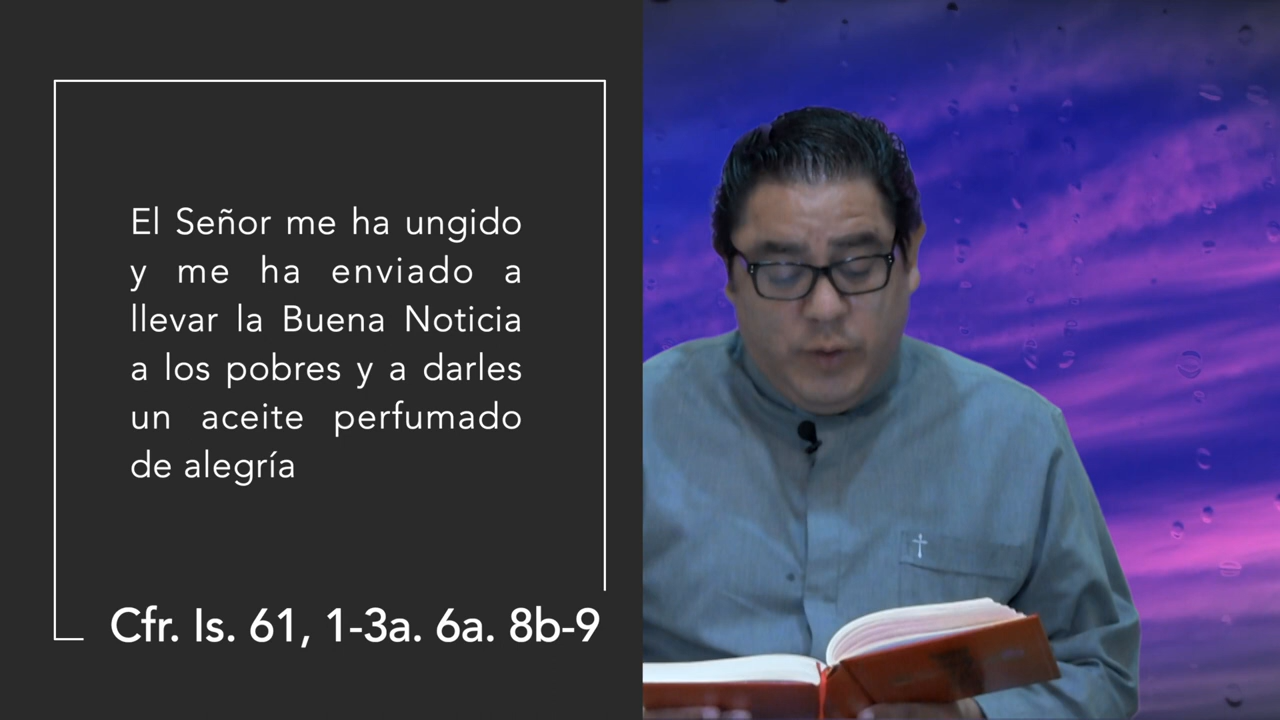 El Señor me ha ungido
y me ha enviado a
llevar la Buena Noticia
a los pobres y a darles
un aceite perfumado
de alegría
Cfr. Is. 61, 1-3a. 6a. 8b-9